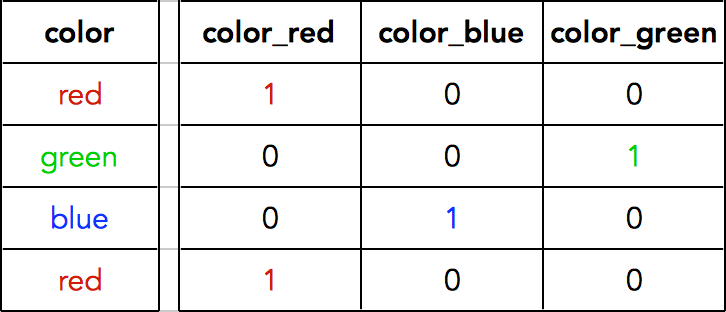 color color_red color_blue color_green
red 1 0 0
green 0 0 1
blue 0 1 0
red 1 0 0